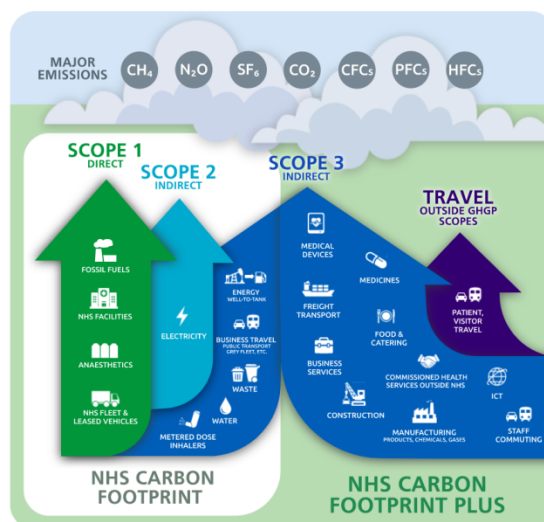 MAJOR
EMISSIONS
CH₄
N₂O
SF₆
CO₂
CFCs
PFCs
HFCs
SCOPE 1
DIRECT
SCOPE 2
INDIRECT
SCOPE 3
INDIRECT
TRAVEL
OUTSIDE GHGP
SCOPES
FOSSIL FUELS
NHS FACILITIES
ANAESTHETICS
NHS FLEET &
LEASED VEHICLES
ELECTRICITY
ENERGY
WELL-TO-TANK
BUSINESS TRAVEL
PUBLIC TRANSPORT
GREY FLEET, ETC.
WASTE
WATER
METERED DOSE
INHALERS
MEDICAL
DEVICES
MEDICINES
FREIGHT
TRANSPORT
FOOD &
CATERING
BUSINESS
SERVICES
COMMISSIONED HEALTH
SERVICES OUTSIDE NHS
CONSTRUCTION
MANUFACTURING
PRODUCTS, CHEMICALS, GASES
ICT
STAFF
COMMUTING
PATIENT,
VISITOR
TRAVEL
NHS CARBON
FOOTPRINT
NHS CARBON
FOOTPRINT PLUS